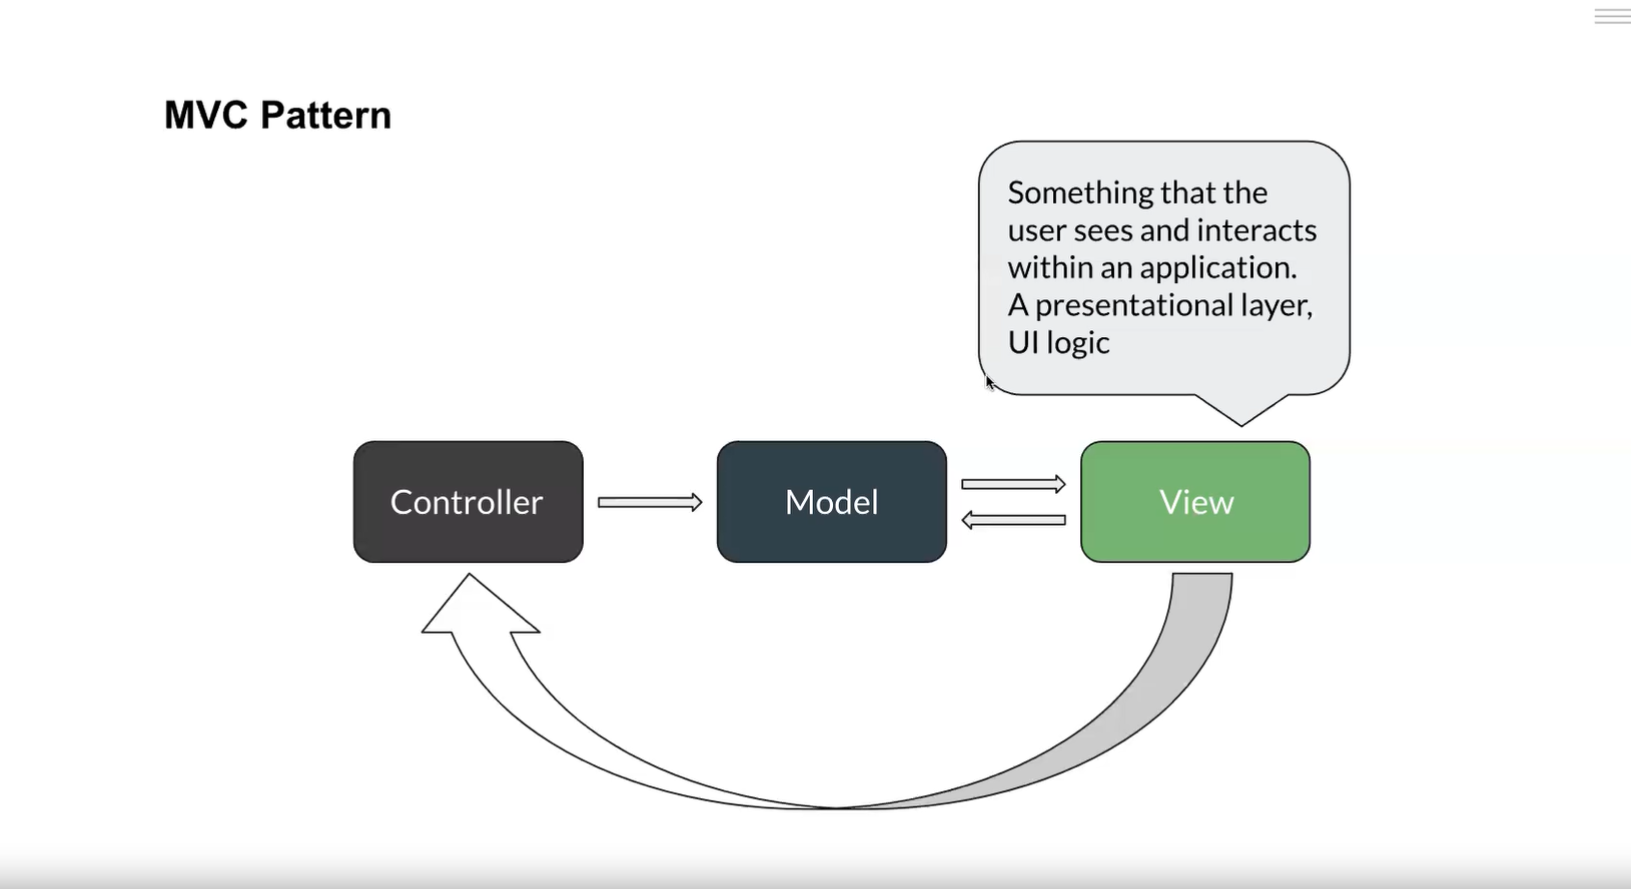 MVC Pattern
Something that the
user sees and interacts
within an application.
A presentational layer,
UI logic
Controller
Model
View